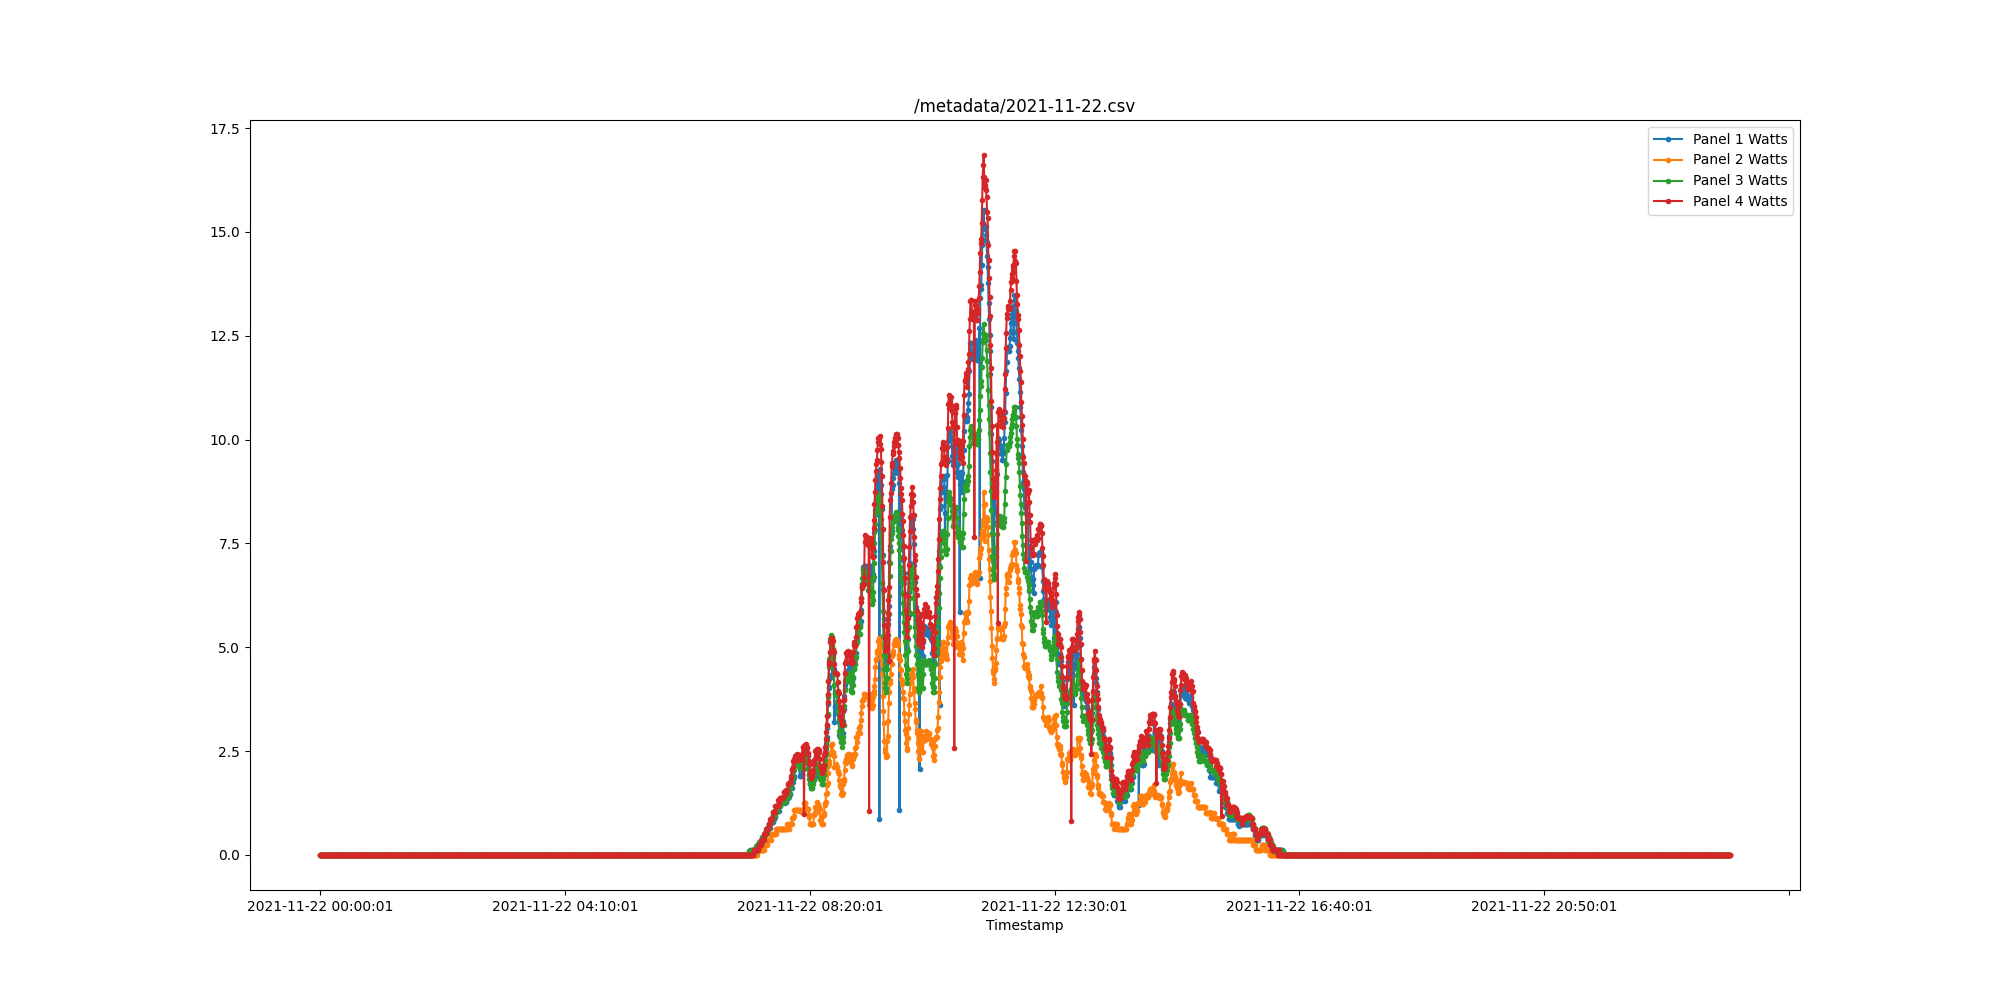 /metadata/2021-11-22.csv
17.5
15.0
12.5
10.0
7.5
5.0
2.5
0.0
Panel 1 Watts
Panel 2 Watts
Panel 3 Watts
Panel 4 Watts
2021-11-22 00:00:01
2021-11-22 04:10:01
2021-11-22 08:20:01
2021-11-22 12:30:01
2021-11-22 16:40:01
2021-11-22 20:50:01
Timestamp